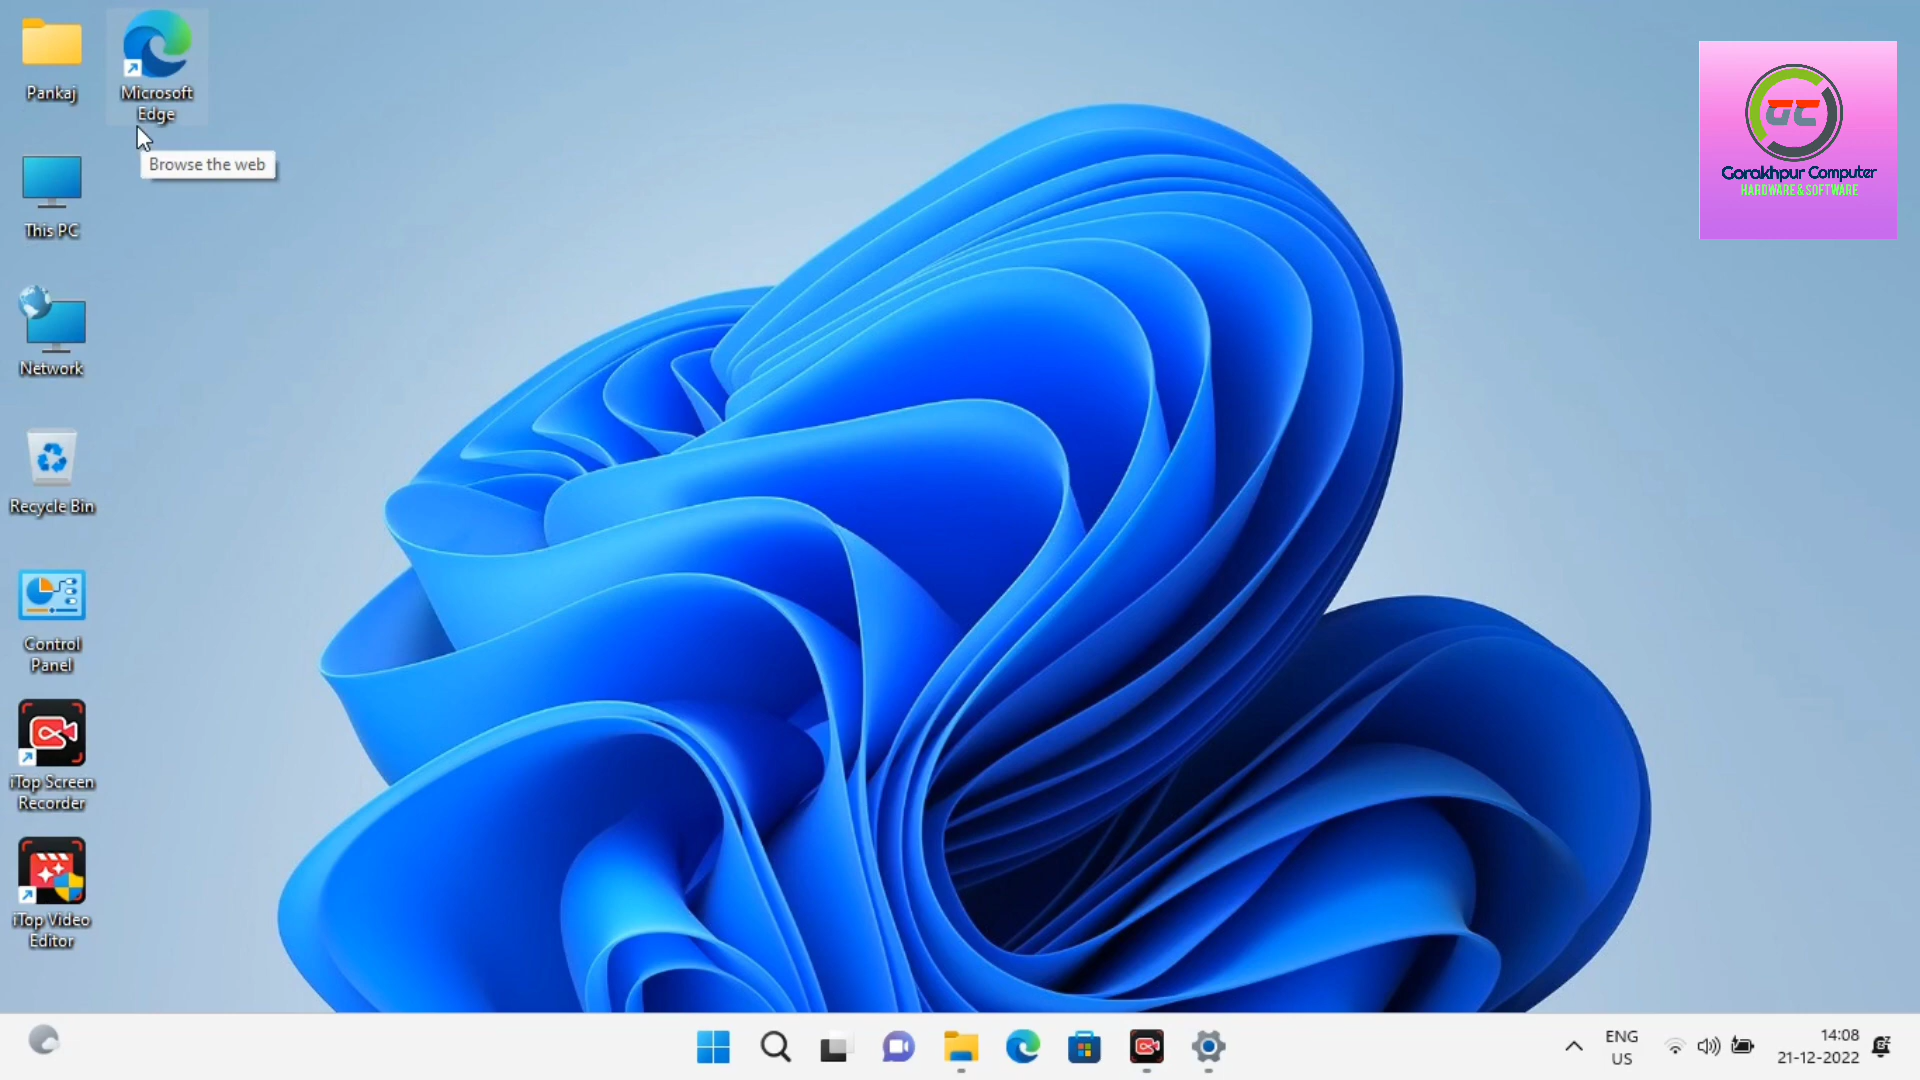 Pankaj
Microsoft
Edge
Browse the web
This PC
Network
Recycle Bin
Control
Panel
iTop Screen
Recorder
iTop Video
Editor
GC
Gorakhpur Computer
HARDWARE & SOFTWARE
ENG
US
14:08
21-12-2022